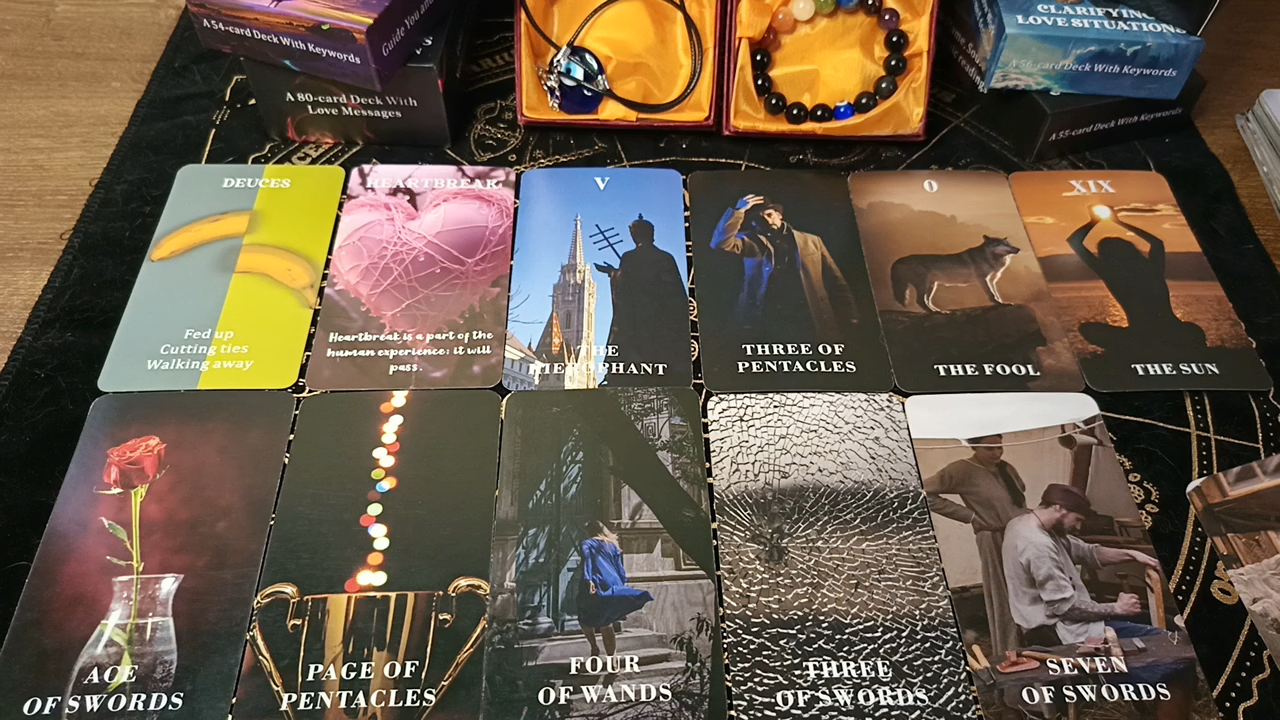 A 54-card Deck With Keywords
Guide You and
A 80-card Deck With
Love Messages
CLARIFYING
LOVE SITUATIONS
A 56-card Deck With Keywords
A 55-card Deck With Keywords
DEUCES
Fed up
Cutting ties
Walking away
HEARTBREAK
Heartbreak is a part of the
human experience; it will
pass.
V
THE
HIEROPHANT
THREE OF
PENTACLES
0
THE FOOL
XIX
THE SUN
ACE
OF SWORDS
PAGE OF
PENTACLES
FOUR
OF WANDS
THREE
OF SWORDS
SEVEN
OF SWORDS